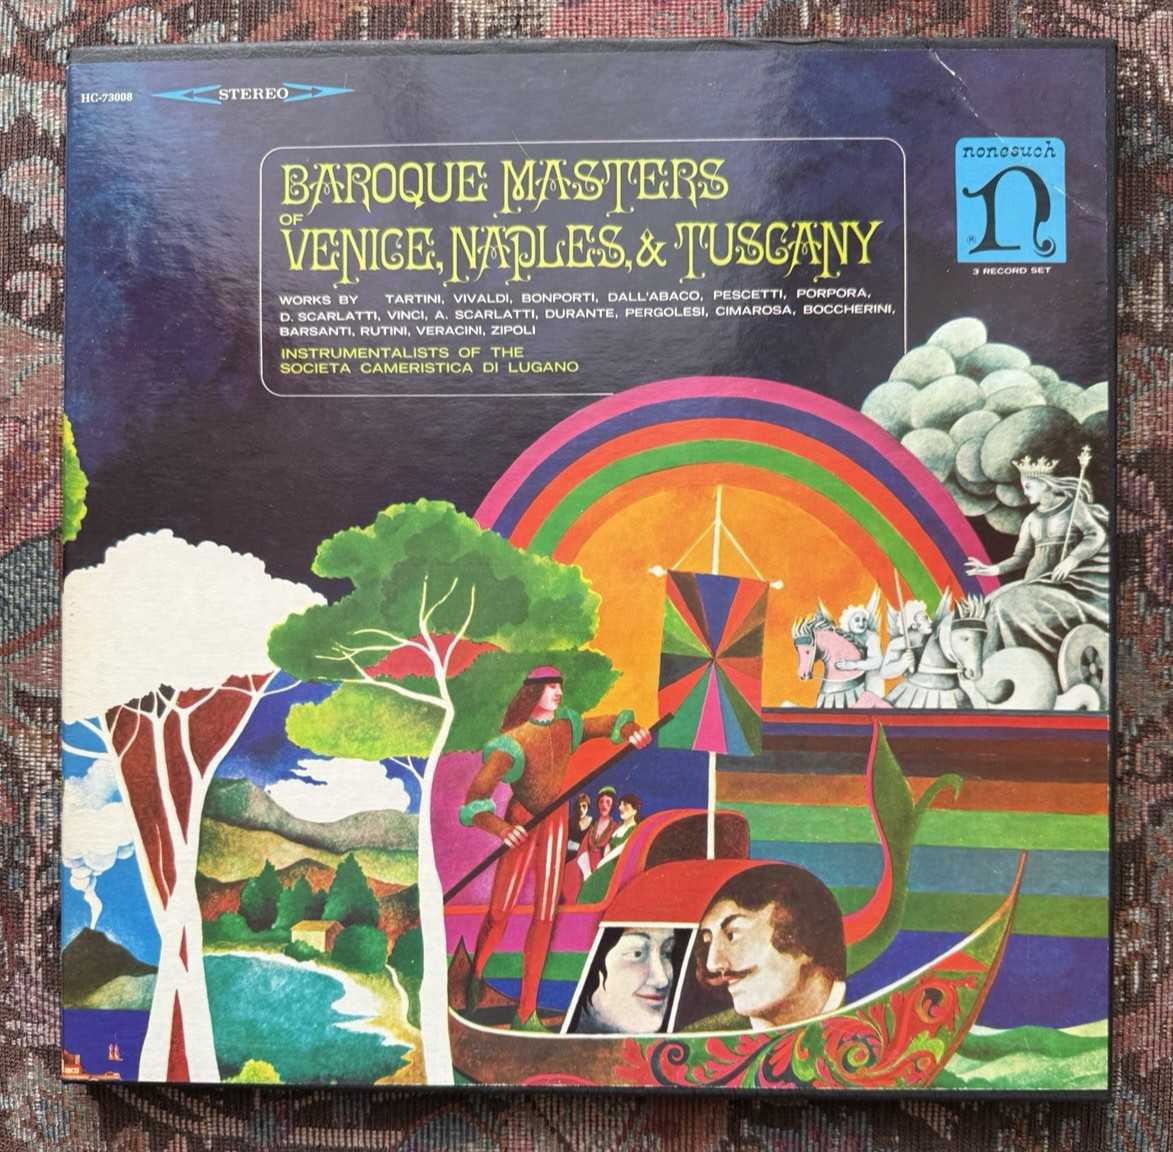 HC-73008
STEREO
BAROQUE MASTERS
OF
VENICE, NAPLES, & TUSCANY
WORKS BY TARTINI, VIVALDI, BONPORTI, DALL'ABACO, PESCETTI, PORPORA,
D. SCARLATTI, VINCI, A. SCARLATTI, DURANTE, PERGOLESI, CIMAROSA, BOCCHERINI,
BARSANTI, RUTINI, VERACINI, ZIPOLI
INSTRUMENTALISTS OF THE
SOCIETA CAMERISTICA DI LUGANO
nonesuch
n
®
3 RECORD SET